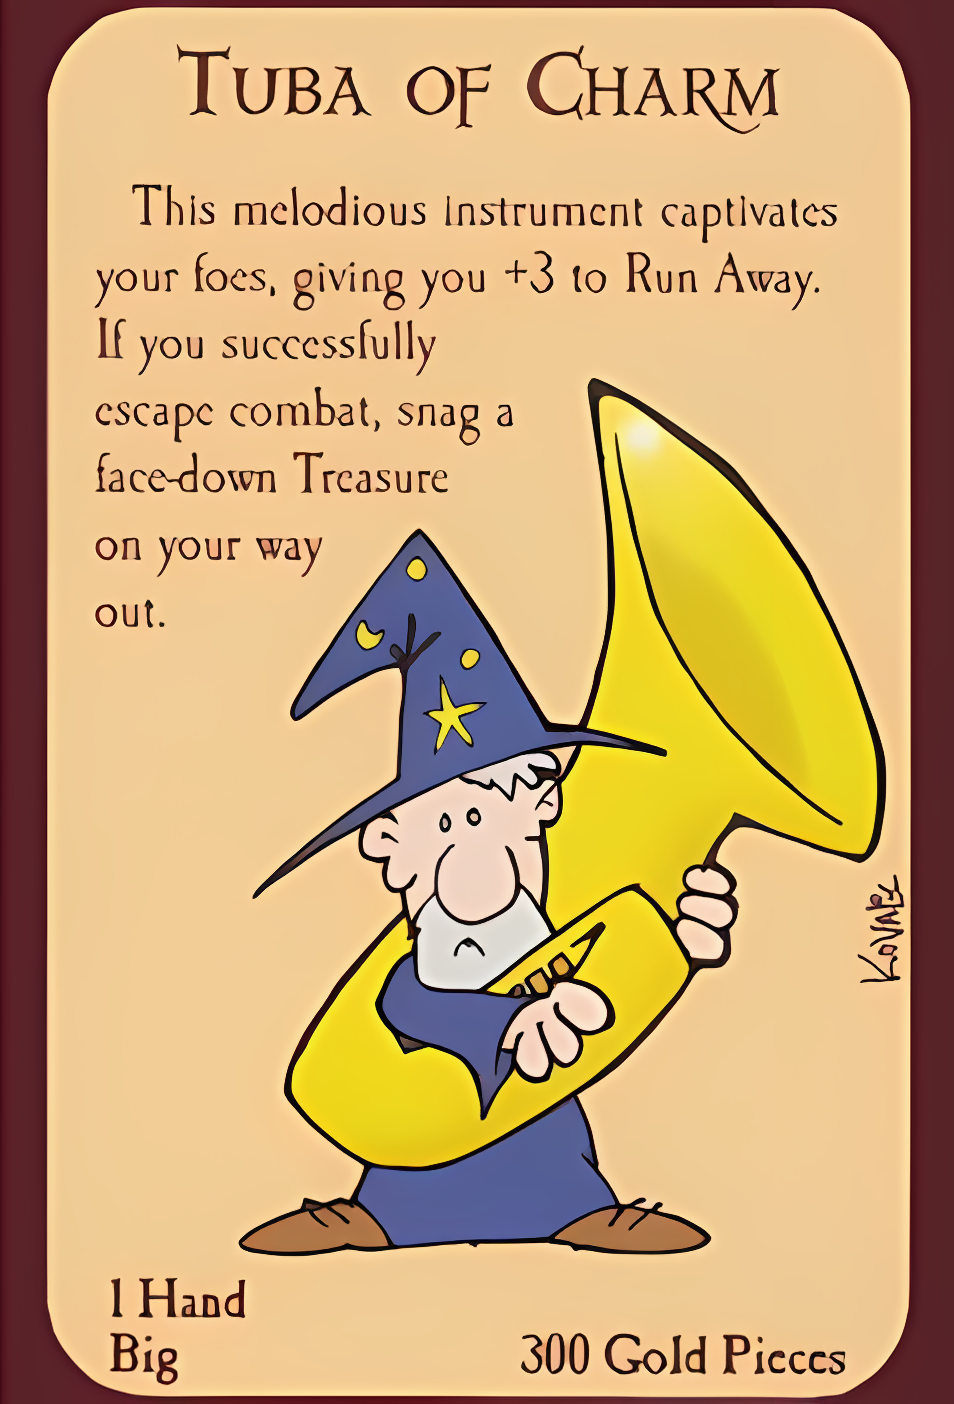 Tuba of Charm
This melodious instrument captivates
your foes, giving you +3 to Run Away.
If you successfully
escape combat, snag a
face-down Treasure
on your way
out.
Kovalic
1 Hand
Big
300 Gold Pieces